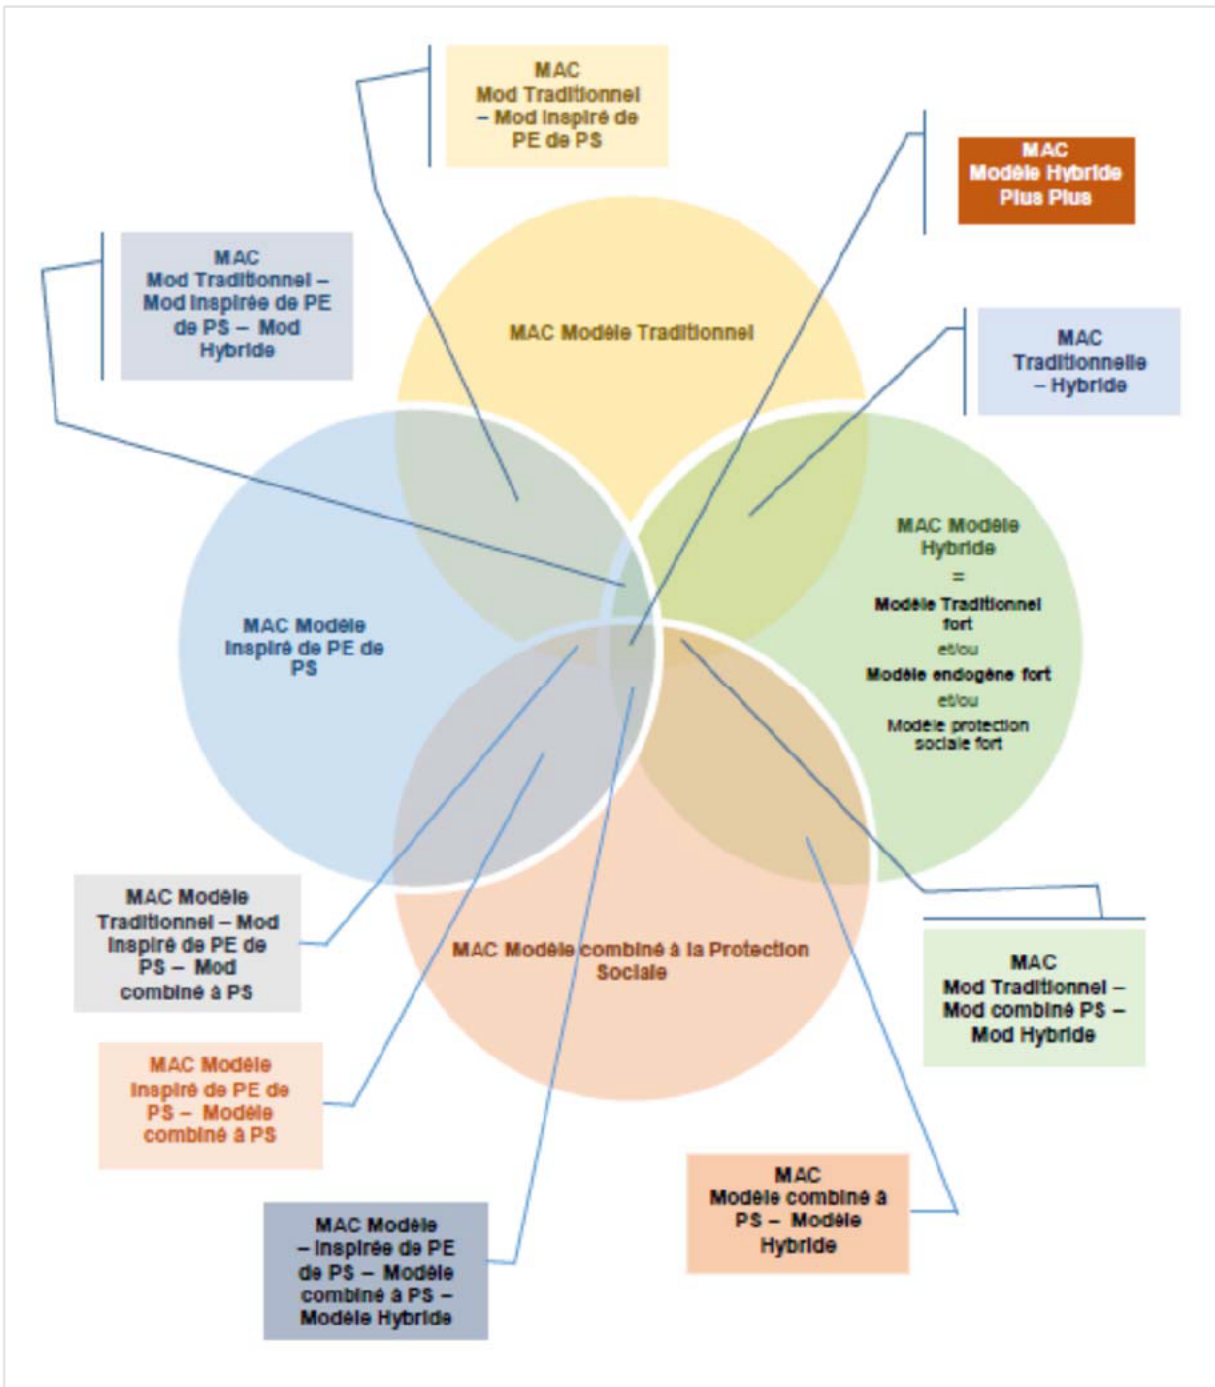 MAC
Mod Traditionnel
– Mod Inspiré de
PE de PS
MAC
Modèle Hybride
Plus Plus
MAC
Mod Traditionnel –
Mod Inspirée de PE
de PS – Mod
Hybride
MAC Modèle Traditionnel
MAC
Traditionnelle
– Hybride
MAC Modèle
Hybride
=
Modèle Traditionnel
fort
et/ou
Modèle endogène fort
et/ou
Modèle protection
sociale fort
MAC Modèle
Inspiré de PE de
PS
MAC Modèle
Traditionnel – Mod
Inspiré de PE de
PS – Mod
combiné à PS
MAC Modèle combiné à la Protection
Sociale
MAC
Mod Traditionnel –
Mod combiné PS –
Mod Hybride
MAC Modèle
Inspiré de PE de
PS – Modèle
combiné à PS
MAC
Modèle combiné à
PS – Modèle
Hybride
MAC Modèle
– Inspirée de PE
de PS – Modèle
combiné à PS –
Modèle Hybride